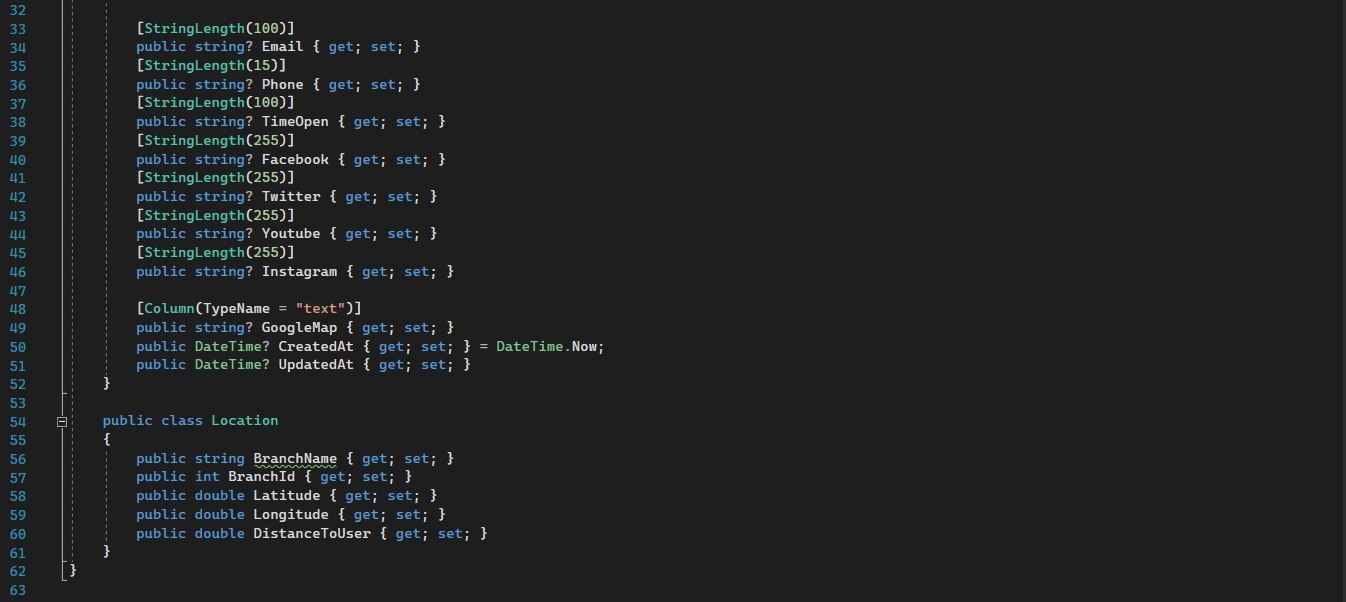 32
33 [StringLength(100)]
34 public string? Email { get; set; }
35 [StringLength(15)]
36 public string? Phone { get; set; }
37 [StringLength(100)]
38 public string? TimeOpen { get; set; }
39 [StringLength(255)]
40 public string? Facebook { get; set; }
41 [StringLength(255)]
42 public string? Twitter { get; set; }
43 [StringLength(255)]
44 public string? Youtube { get; set; }
45 [StringLength(255)]
46 public string? Instagram { get; set; }
47
48 [Column(TypeName = "text")]
49 public string? GoogleMap { get; set; }
50 public DateTime? CreatedAt { get; set; } = DateTime.Now;
51 public DateTime? UpdatedAt { get; set; }
52 }
53
54 public class Location
55 {
56 public string BranchName { get; set; }
57 public int BranchId { get; set; }
58 public double Latitude { get; set; }
59 public double Longitude { get; set; }
60 public double DistanceToUser { get; set; }
61 }
62 }
63